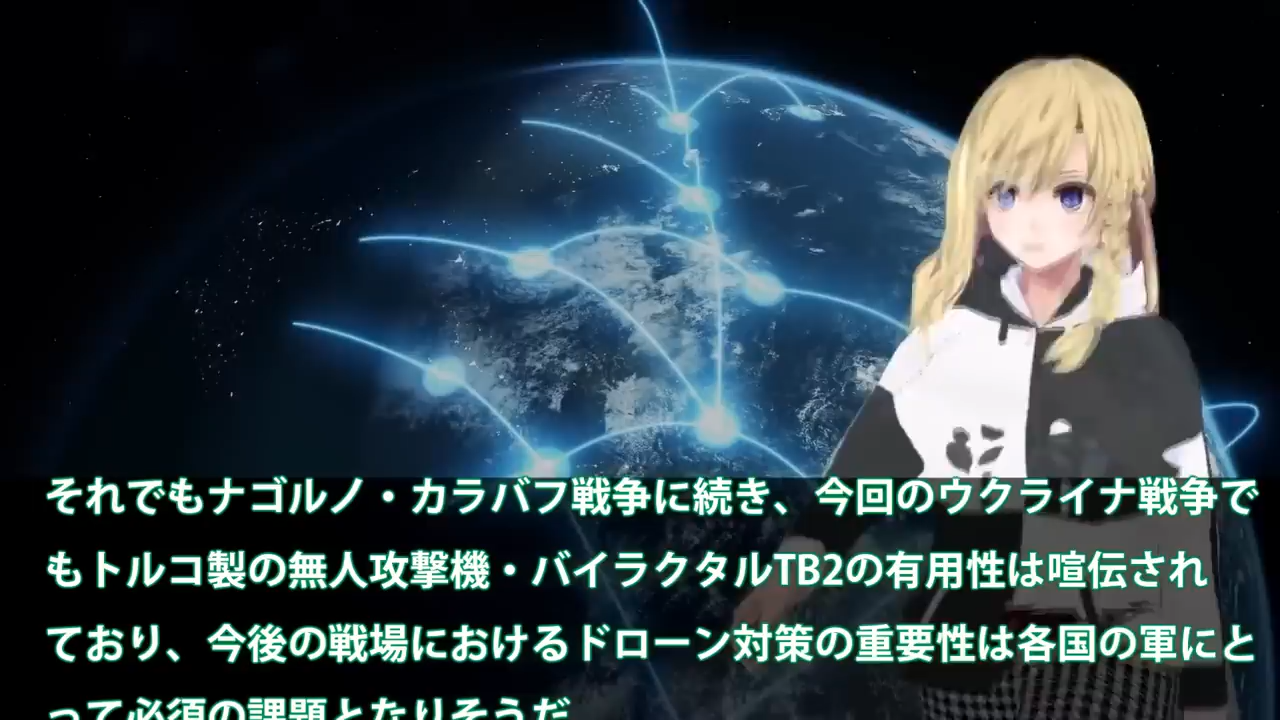 それでもナゴルノ・カラバフ戦争に続き、今回のウクライナ戦争で
もトルコ製の無人攻撃機・バイラクタルTB2の有用性は喧伝され
ており、今後の戦場におけるドローン対策の重要性は各国の軍にと
って必須の課題となりそうだ